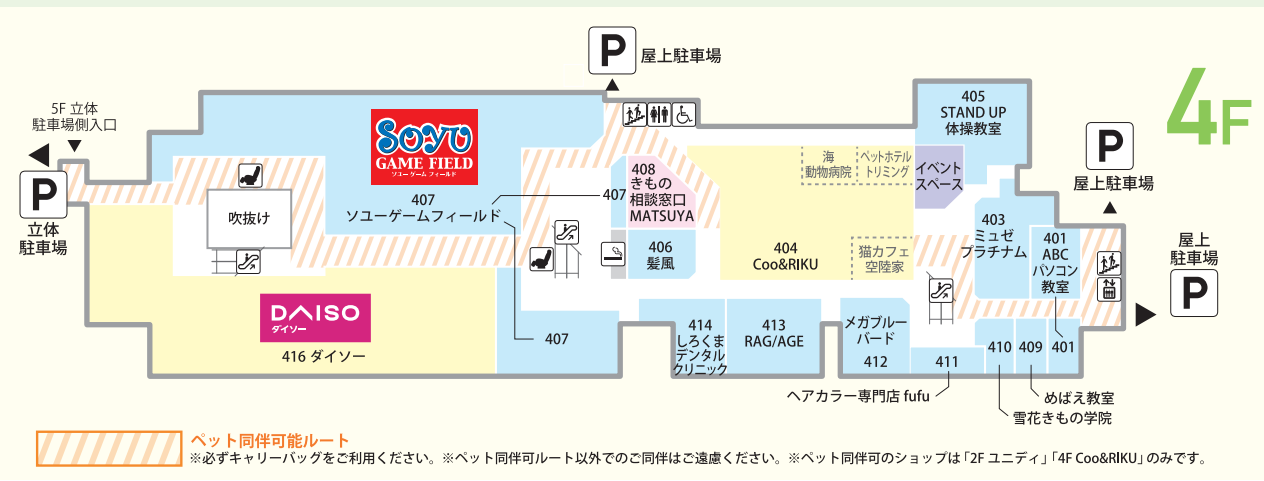 4F
P
屋上駐車場
5F 立体
駐車場側入口
P
立体
駐車場
SOYU
GAME FIELD
ソユーゲームフィールド
407
ソユーゲームフィールド
吹抜け
407
408
きもの
相談窓口
MATSUYA
406
髪風
404
Coo&RIKU
海
動物病院
ペットホテル
トリミング
猫カフェ
空陸家
405
STAND UP
体操教室
イベント
スペース
403
ミュゼ
プラチナム
401
ABC
パソコン
教室
P
屋上駐車場
屋上
駐車場
P
DAISO
ダイソー
416 ダイソー
407
414
しろくま
デンタル
クリニック
413
RAG/AGE
メガブルー
バード
412
411
410
409
401
ヘアカラー専門店 fufu
めばえ教室
雪花きもの学院
ペット同伴可能ルート
※必ずキャリーバッグをご利用ください。※ペット同伴可ルート以外でのご同伴はご遠慮ください。※ペット同伴可のショップは「2F ユニディ」「4F Coo&RIKU」のみです。